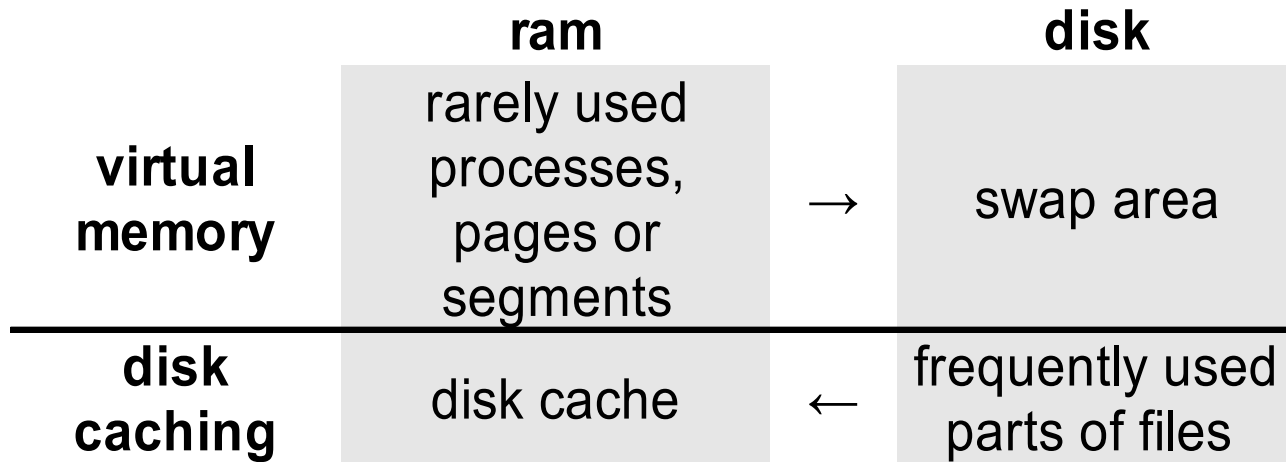 ram disk
virtual memory
rarely used
processes,
pages or
segments
→
swap area
disk caching
disk cache
←
frequently used
parts of files